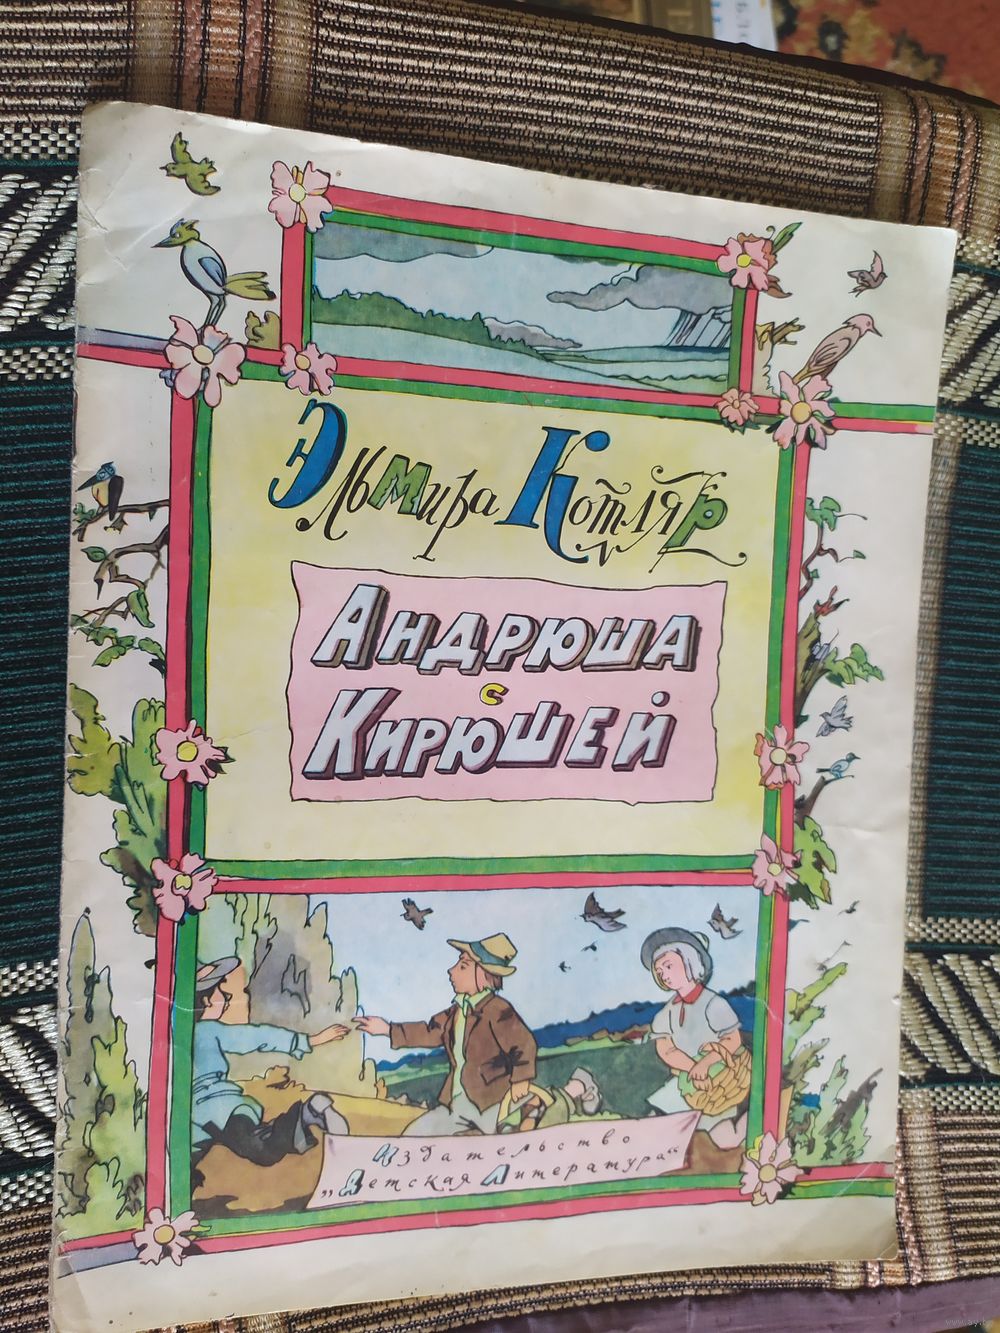 Эльмира Котляр
Андрюша
с
Кирюшей
Издательство
„Детская Литература“